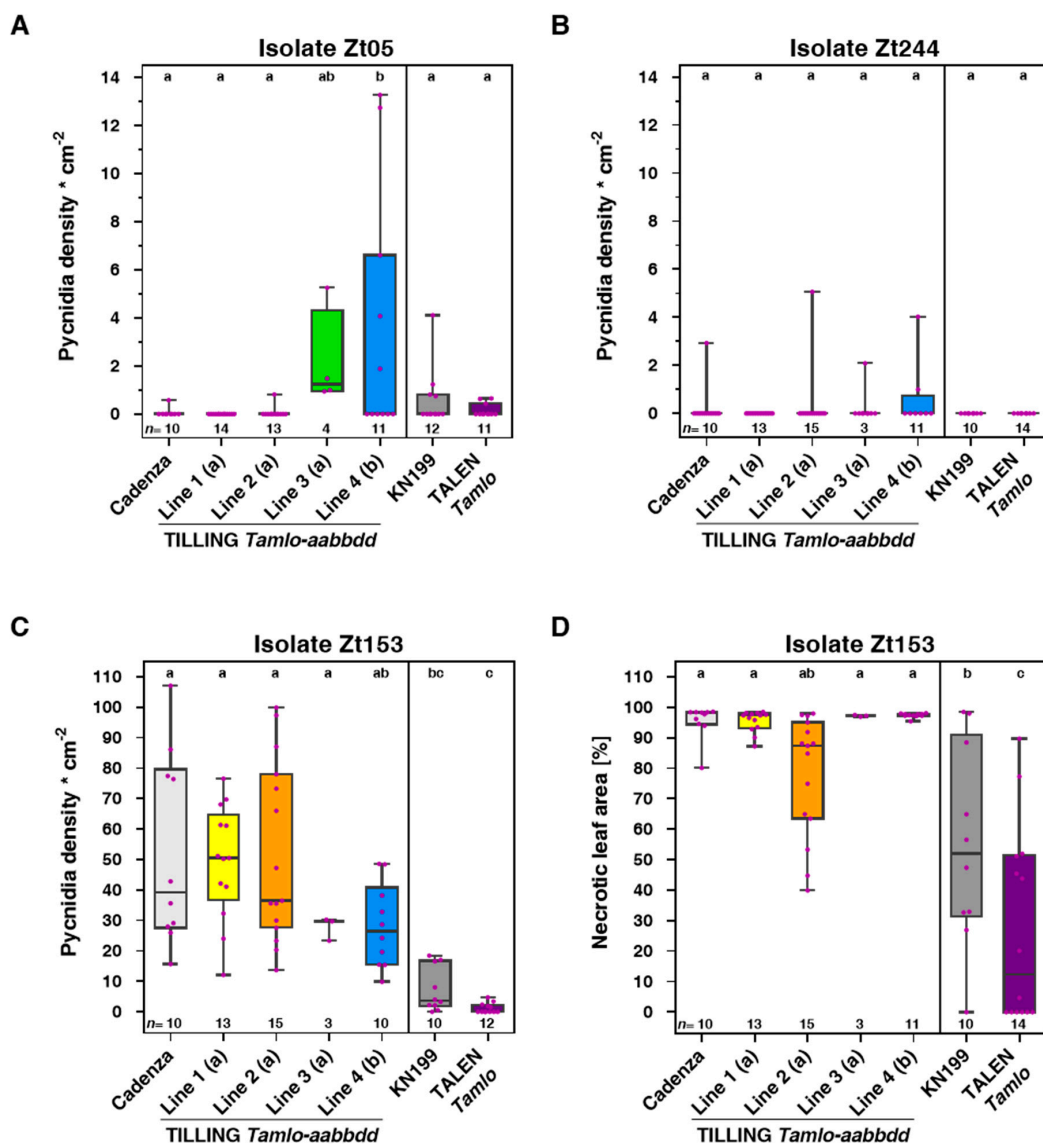 A
Isolate Zt05
a a a ab b a a
Pycnidia density * cm-2
14
12
10
8
6
4
2
0
n= 10 14 13 4 11 12 11
Cadenza
Line 1 (a)
Line 2 (a)
Line 3 (a)
Line 4 (b)
KN199
TALEN
Tamlo
TILLING Tamlo-aabbdd
B
Isolate Zt244
a a a a a a a
Pycnidia density * cm-2
14
12
10
8
6
4
2
0
n= 10 13 15 3 11 10 14
Cadenza
Line 1 (a)
Line 2 (a)
Line 3 (a)
Line 4 (b)
KN199
TALEN
Tamlo
TILLING Tamlo-aabbdd
C
Isolate Zt153
a a a a ab bc c
Pycnidia density * cm-2
110
100
90
80
70
60
50
40
30
20
10
0
n= 10 13 15 3 10 10 12
Cadenza
Line 1 (a)
Line 2 (a)
Line 3 (a)
Line 4 (b)
KN199
TALEN
Tamlo
TILLING Tamlo-aabbdd
D
Isolate Zt153
a a ab a a b c
Necrotic leaf area [%]
110
100
90
80
70
60
50
40
30
20
10
0
n= 10 13 15 3 11 10 14
Cadenza
Line 1 (a)
Line 2 (a)
Line 3 (a)
Line 4 (b)
KN199
TALEN
Tamlo
TILLING Tamlo-aabbdd